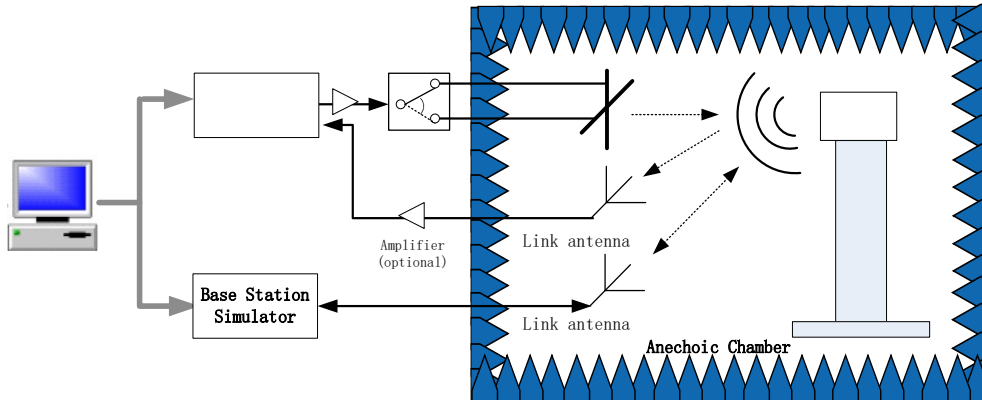 Amplifier
(optional)
Link antenna
Base Station
Simulator
Link antenna
Anechoic Chamber